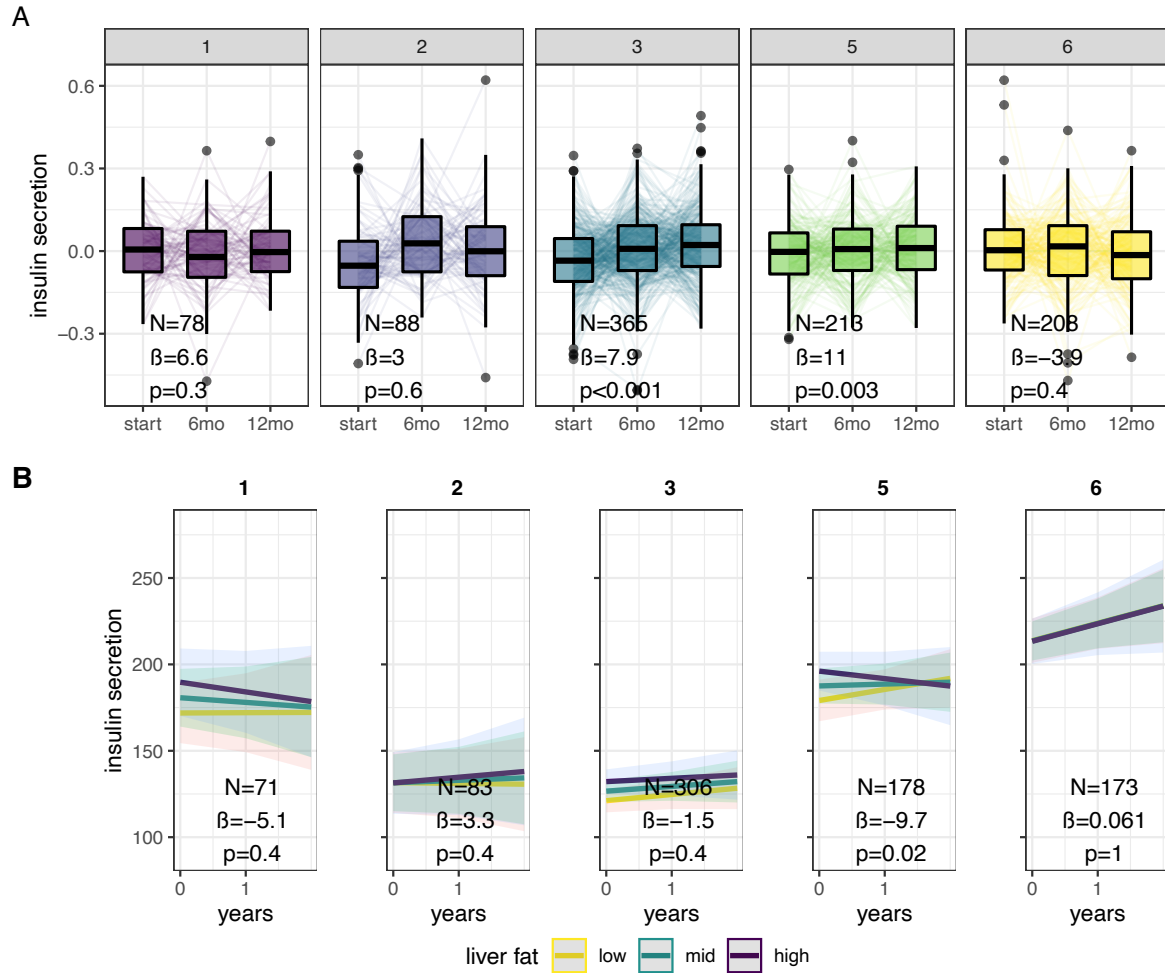 A
1 2 3 5 6
insulin secretion
0.6
0.3
0.0
−0.3
N=78 N=88 N=365 N=213 N=208
ß=6.6 ß=3 ß=7.9 ß=11 ß=−3.9
p=0.3 p=0.6 p<0.001 p=0.003 p=0.4
start 6mo 12mo start 6mo 12mo start 6mo 12mo start 6mo 12mo start 6mo 12mo
B
1 2 3 5 6
insulin secretion
250
200
150
100
N=71 N=83 N=306 N=178 N=173
ß=−5.1 ß=3.3 ß=−1.5 ß=−9.7 ß=0.061
p=0.4 p=0.4 p=0.4 p=0.02 p=1
0 1 0 1 0 1 0 1 0 1
years years years years years
liver fat low mid high